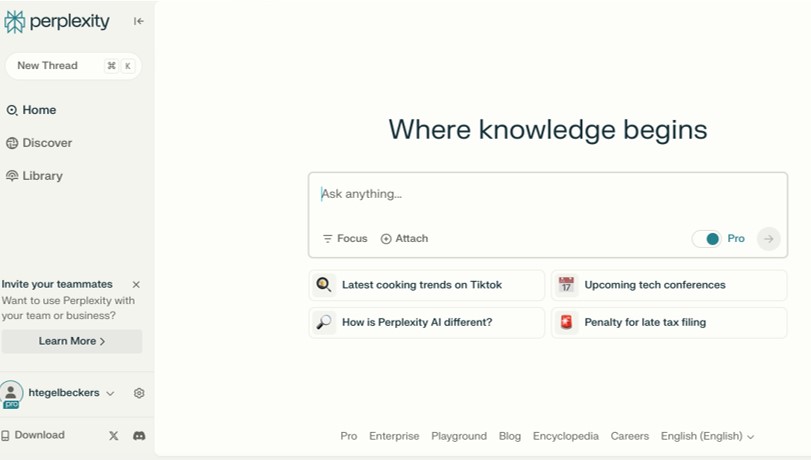 perplexity
New Thread ⌘ K
Home
Discover
Library
Invite your teammates
Want to use Perplexity with
your team or business?
Learn More
htegelbeckers
pro
Download
Where knowledge begins
Ask anything...
Focus Attach Pro
Latest cooking trends on Tiktok
Upcoming tech conferences
How is Perplexity AI different?
Penalty for late tax filing
Pro Enterprise Playground Blog Encyclopedia Careers English (English)